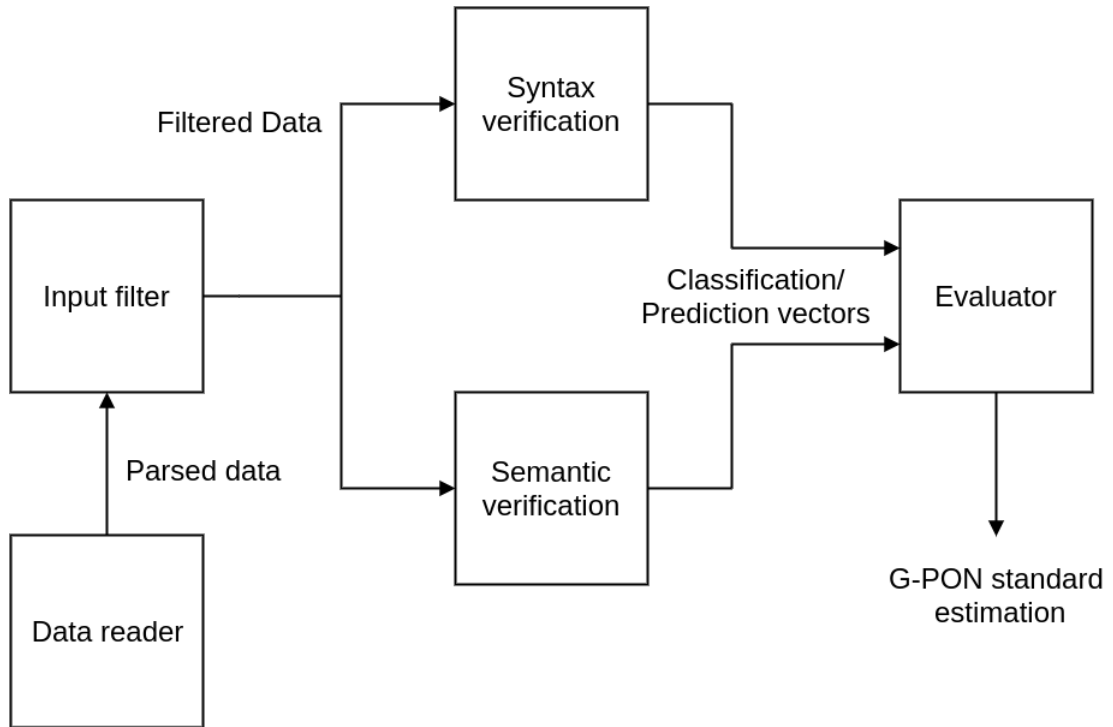 Syntax
verification
Filtered Data
Input filter
Classification/
Prediction vectors
Evaluator
Parsed data
Semantic
verification
Data reader
G-PON standard
estimation